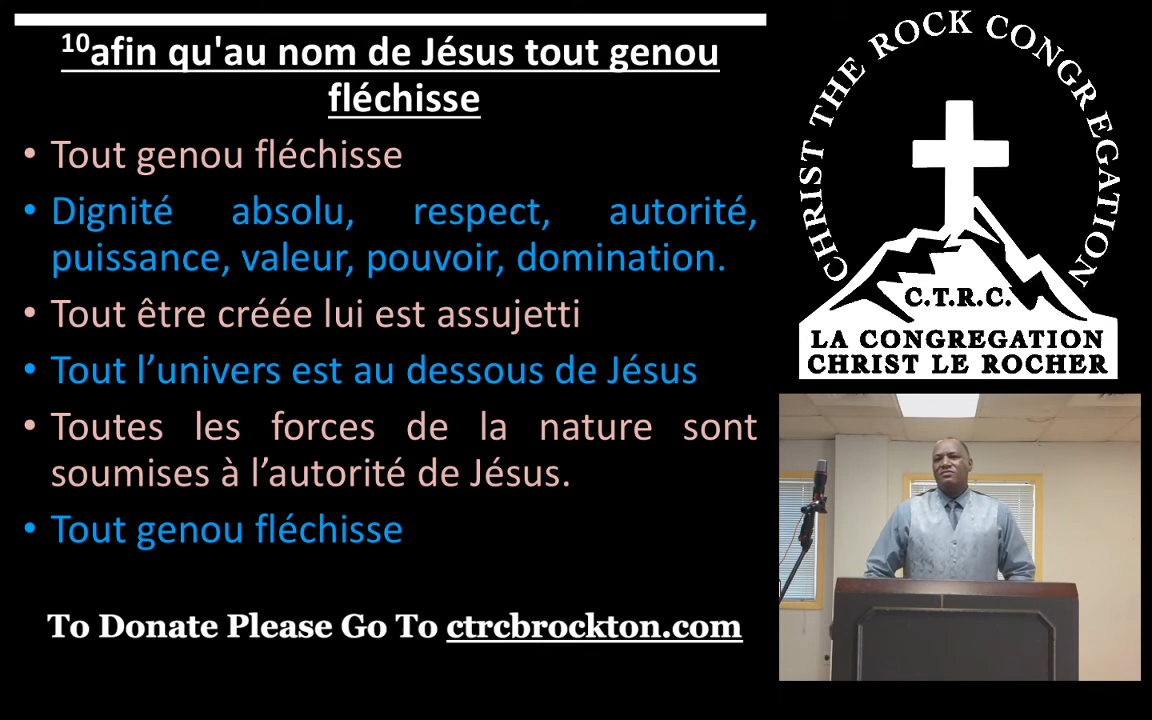 10afin qu'au nom de Jésus tout genou
fléchisse
• Tout genou fléchisse
• Dignité absolu, respect, autorité,
puissance, valeur, pouvoir, domination.
• Tout être créée lui est assujetti
• Tout l’univers est au dessous de Jésus
• Toutes les forces de la nature sont
soumises à l’autorité de Jésus.
• Tout genou fléchisse
To Donate Please Go To ctrcbrockton.com
CHRIST THE ROCK CONGREGATION
C.T.R.C.
LA CONGREGATION
CHRIST LE ROCHER